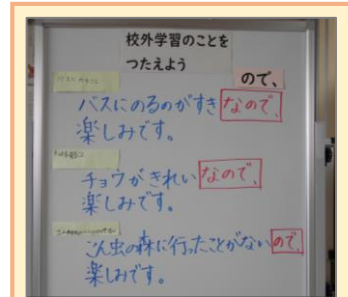 校外学習のことを
つたえよう
ので、
バスにのるのがすきなので、
楽しみです。
チョウがきれいなので、
楽しみです。
こん虫の森に行ったことがないので、
楽しみです。